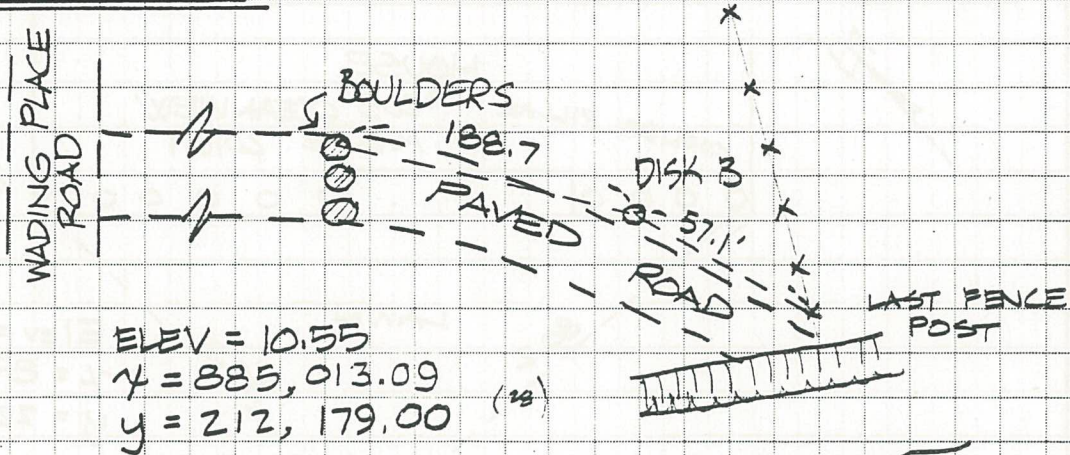 WADING PLACE
ROAD
BOULDERS
188.7
DISK 3
PAVED
57.1'
ROAD
LAST FENCE
POST
ELEV = 10.55
x = 885,013.09
y = 212,179.00
(28)